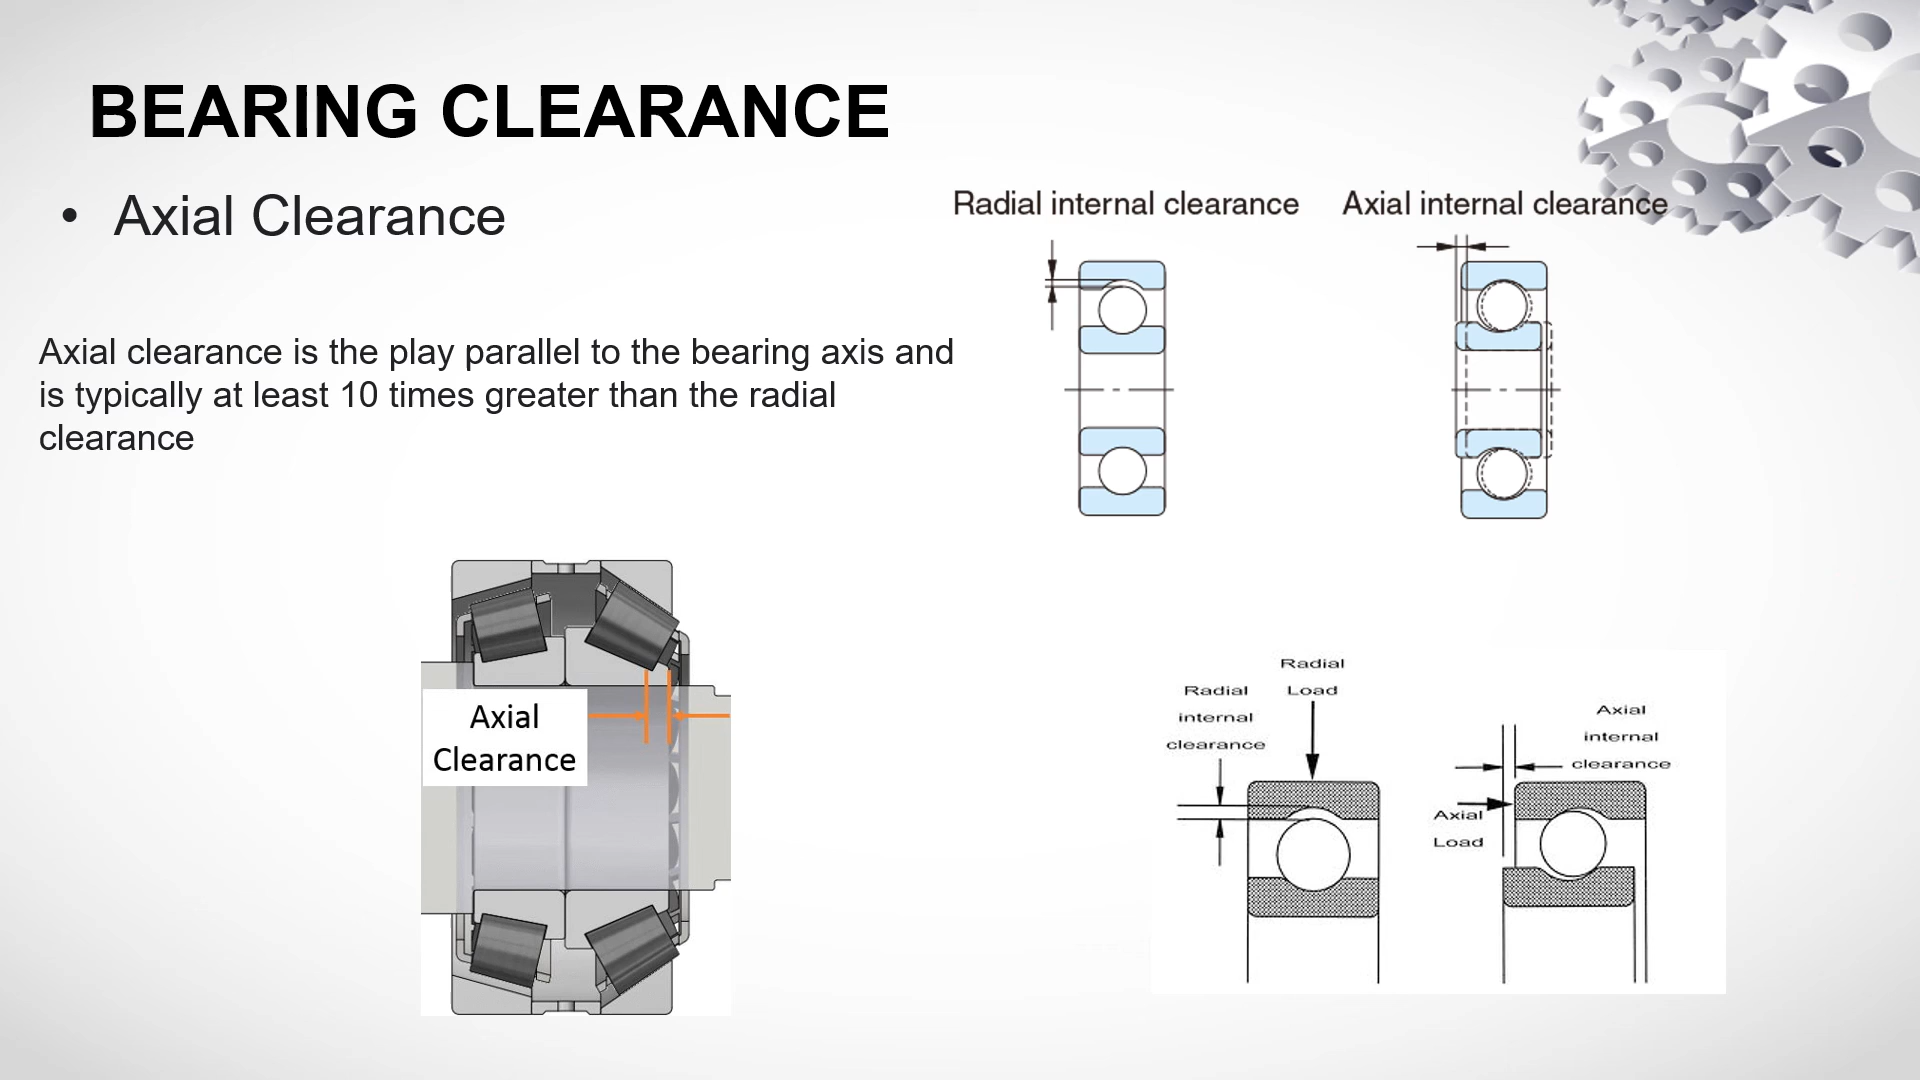 BEARING CLEARANCE
• Axial Clearance
Axial clearance is the play parallel to the bearing axis and
is typically at least 10 times greater than the radial
clearance
Radial internal clearance
Axial internal clearance
Axial
Clearance
Radial
internal
clearance
Radial
Load
Axial
internal
clearance
Axial
Load